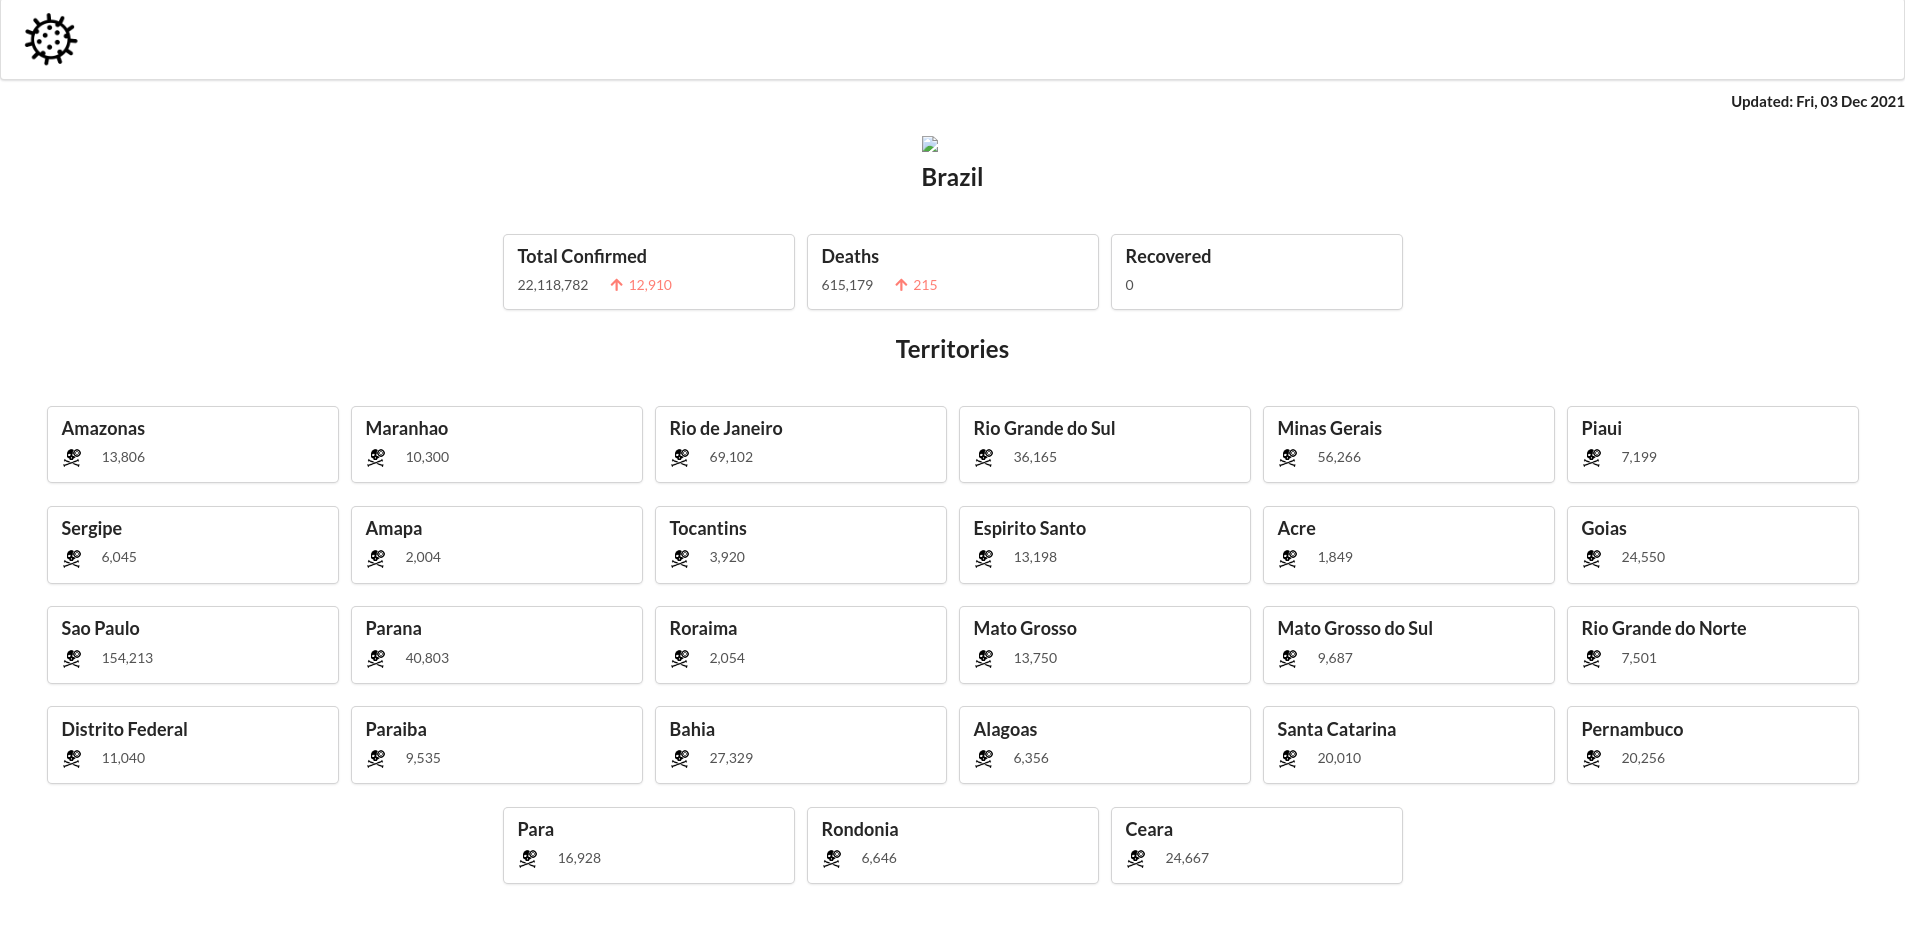 Updated: Fri, 03 Dec 2021
Brazil
Total Confirmed
22,118,782 12,910
Deaths
615,179 215
Recovered
0
Territories
Amazonas
13,806
Maranhao
10,300
Rio de Janeiro
69,102
Rio Grande do Sul
36,165
Minas Gerais
56,266
Piaui
7,199
Sergipe
6,045
Amapa
2,004
Tocantins
3,920
Espirito Santo
13,198
Acre
1,849
Goias
24,550
Sao Paulo
154,213
Parana
40,803
Roraima
2,054
Mato Grosso
13,750
Mato Grosso do Sul
9,687
Rio Grande do Norte
7,501
Distrito Federal
11,040
Paraiba
9,535
Bahia
27,329
Alagoas
6,356
Santa Catarina
20,010
Pernambuco
20,256
Para
16,928
Rondonia
6,646
Ceara
24,667